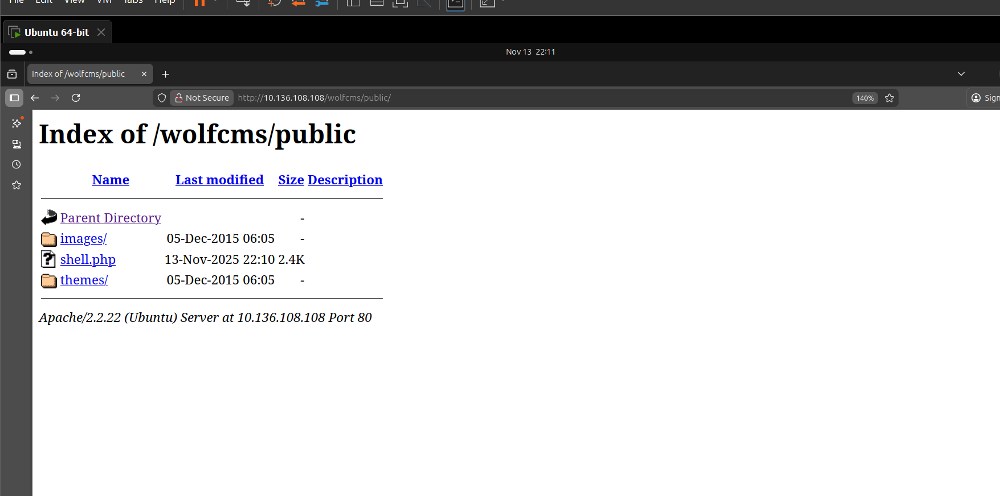 File Edit View VM Tabs Help
Ubuntu 64-bit
Nov 13 22:11
Index of /wolfcms/public
Not Secure http://10.136.108.108/wolfcms/public/ 140% Sign
Index of /wolfcms/public
Name Last modified Size Description
Parent Directory -
images/ 05-Dec-2015 06:05 -
shell.php 13-Nov-2025 22:10 2.4K
themes/ 05-Dec-2015 06:05 -
Apache/2.2.22 (Ubuntu) Server at 10.136.108.108 Port 80